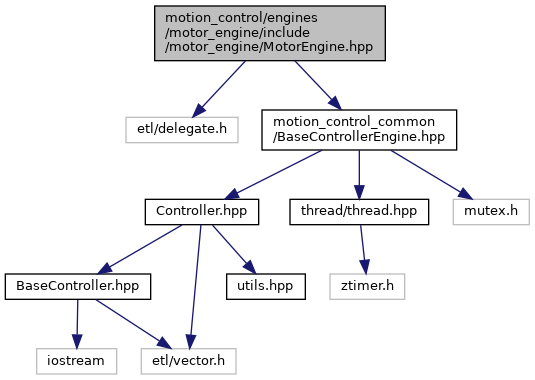 motion_control/engines
/motor_engine/include
/motor_engine/MotorEngine.hpp
etl/delegate.h
motion_control_common
/BaseControllerEngine.hpp
Controller.hpp
thread/thread.hpp
mutex.h
BaseController.hpp
utils.hpp
ztimer.h
iostream
etl/vector.h